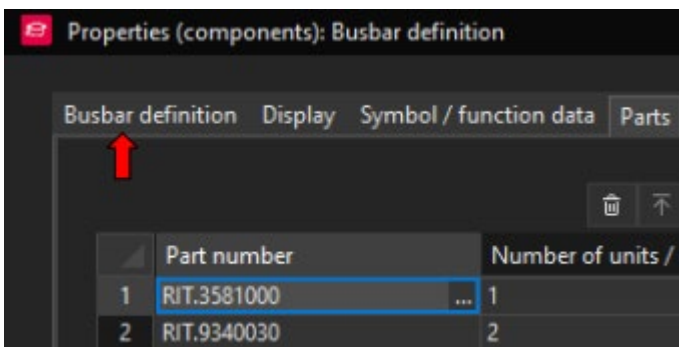 Properties (components): Busbar definition
Busbar definition Display Symbol / function data Parts
Part number Number of units /
1 RIT.3581000 ... 1
2 RIT.9340030 2